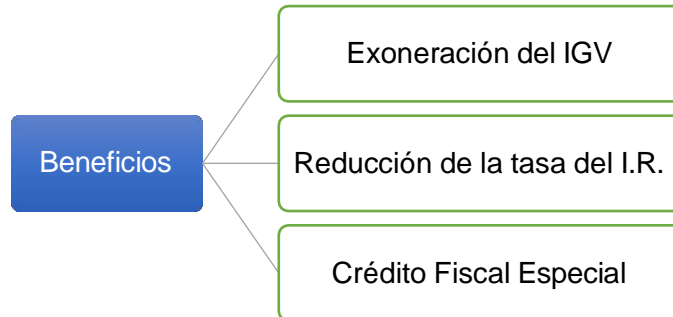 Exoneración del IGV
Beneficios
Reducción de la tasa del I.R.
Crédito Fiscal Especial